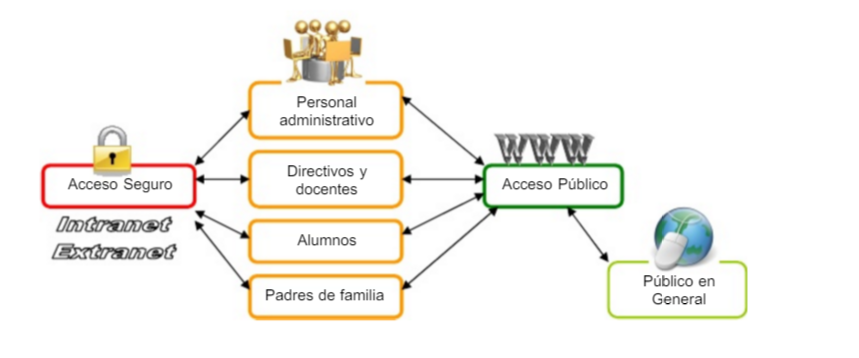 Personal
administrativo
WWW
Directivos y
docentes
Acceso Seguro
Acceso Público
Intranet
Extranet
Alumnos
Padres de familia
Público en
General